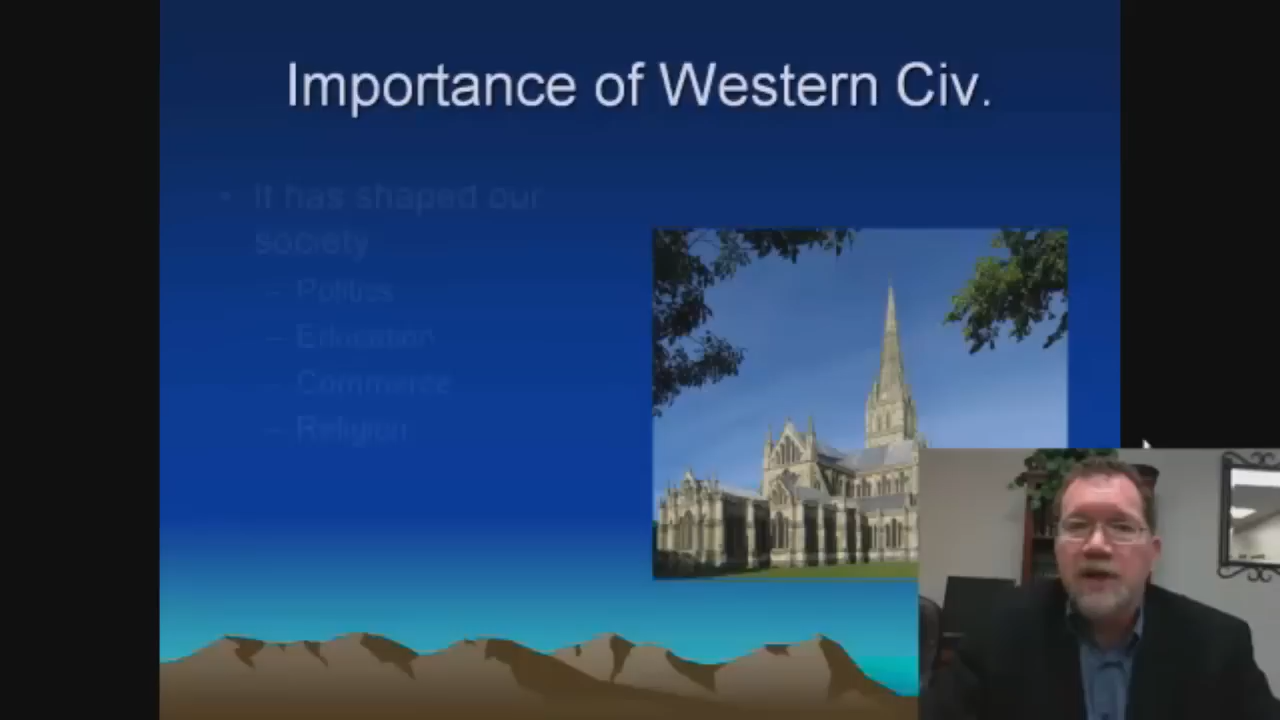 Importance of Western Civ.
• It has shaped our
society
– Politics
– Education
– Commerce
– Religion